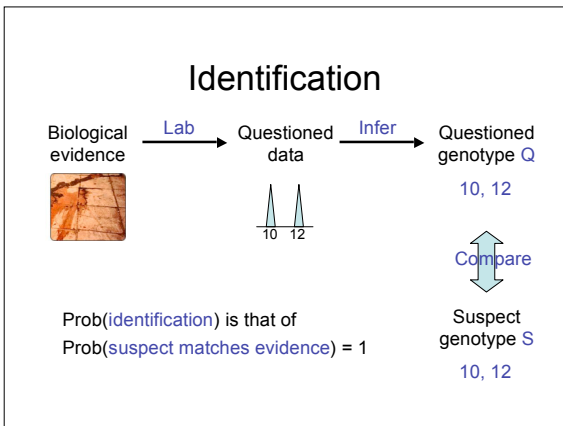 Identification
Biological
evidence
Lab
Questioned
data
Infer
Questioned
genotype Q
10, 12
10 12
Compare
Prob(identification) is that of
Prob(suspect matches evidence) = 1
Suspect
genotype S
10, 12